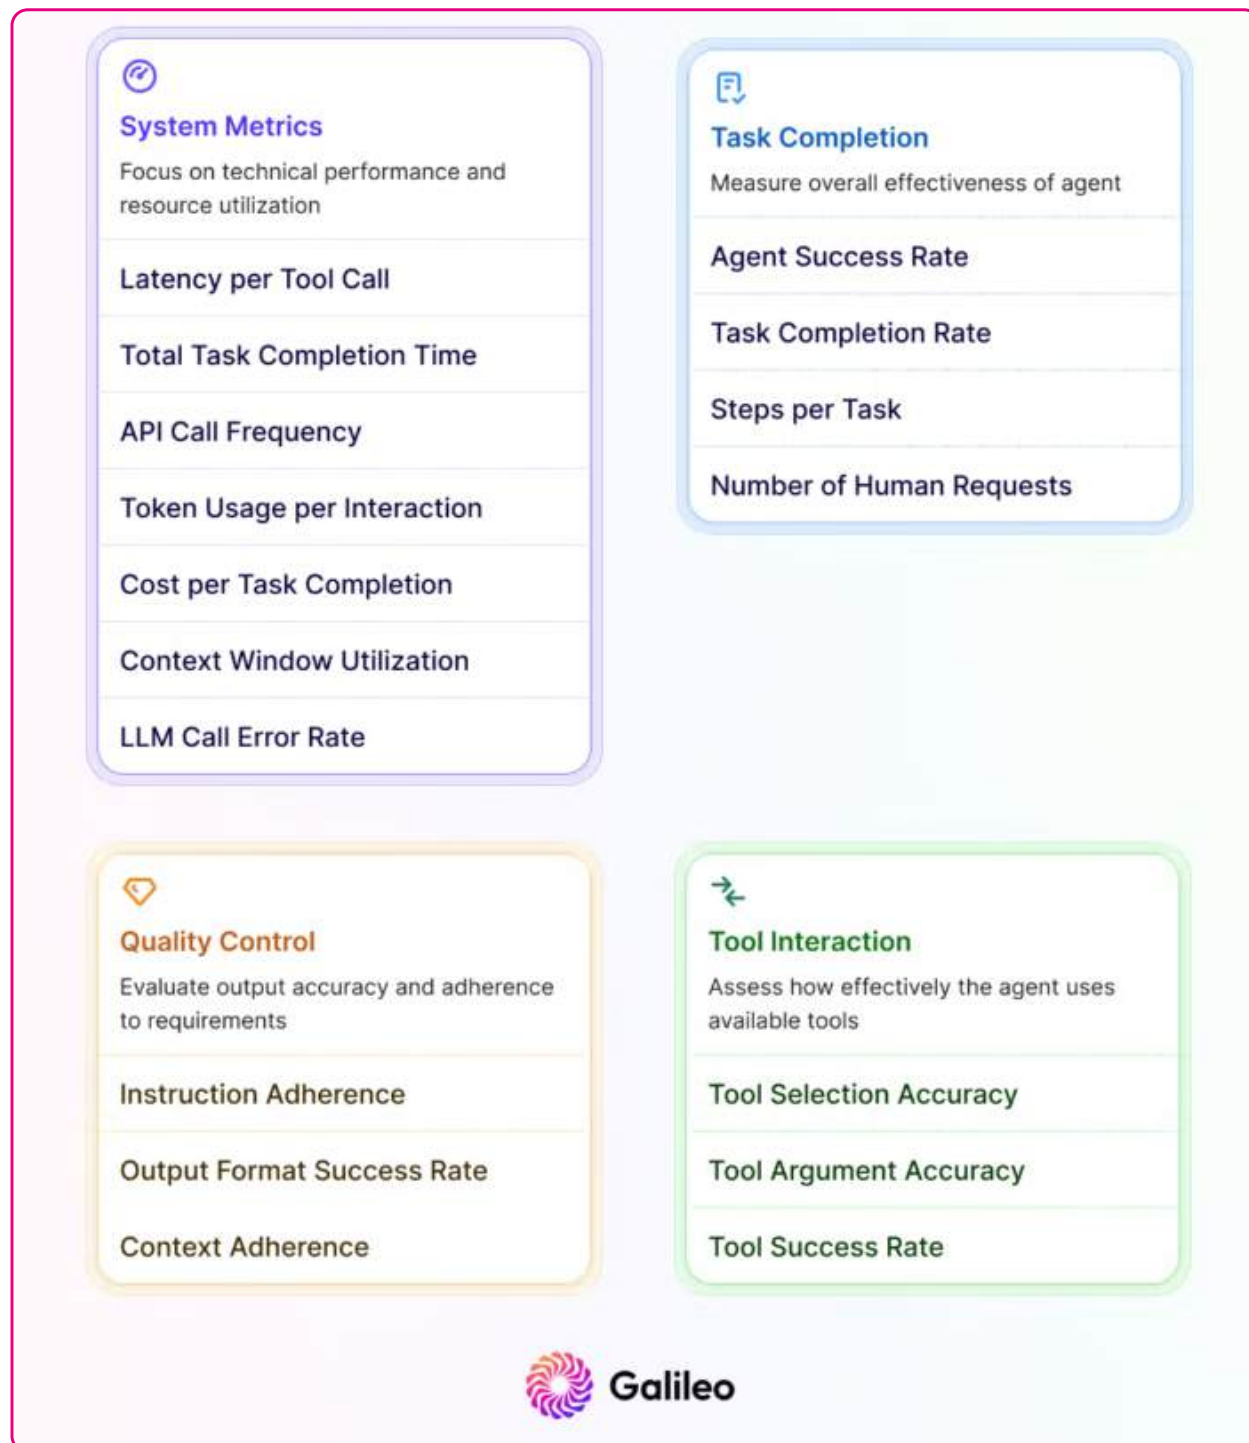 System Metrics
Focus on technical performance and
resource utilization
Latency per Tool Call
Total Task Completion Time
API Call Frequency
Token Usage per Interaction
Cost per Task Completion
Context Window Utilization
LLM Call Error Rate
Task Completion
Measure overall effectiveness of agent
Agent Success Rate
Task Completion Rate
Steps per Task
Number of Human Requests
Quality Control
Evaluate output accuracy and adherence
to requirements
Instruction Adherence
Output Format Success Rate
Context Adherence
Tool Interaction
Assess how effectively the agent uses
available tools
Tool Selection Accuracy
Tool Argument Accuracy
Tool Success Rate
Galileo